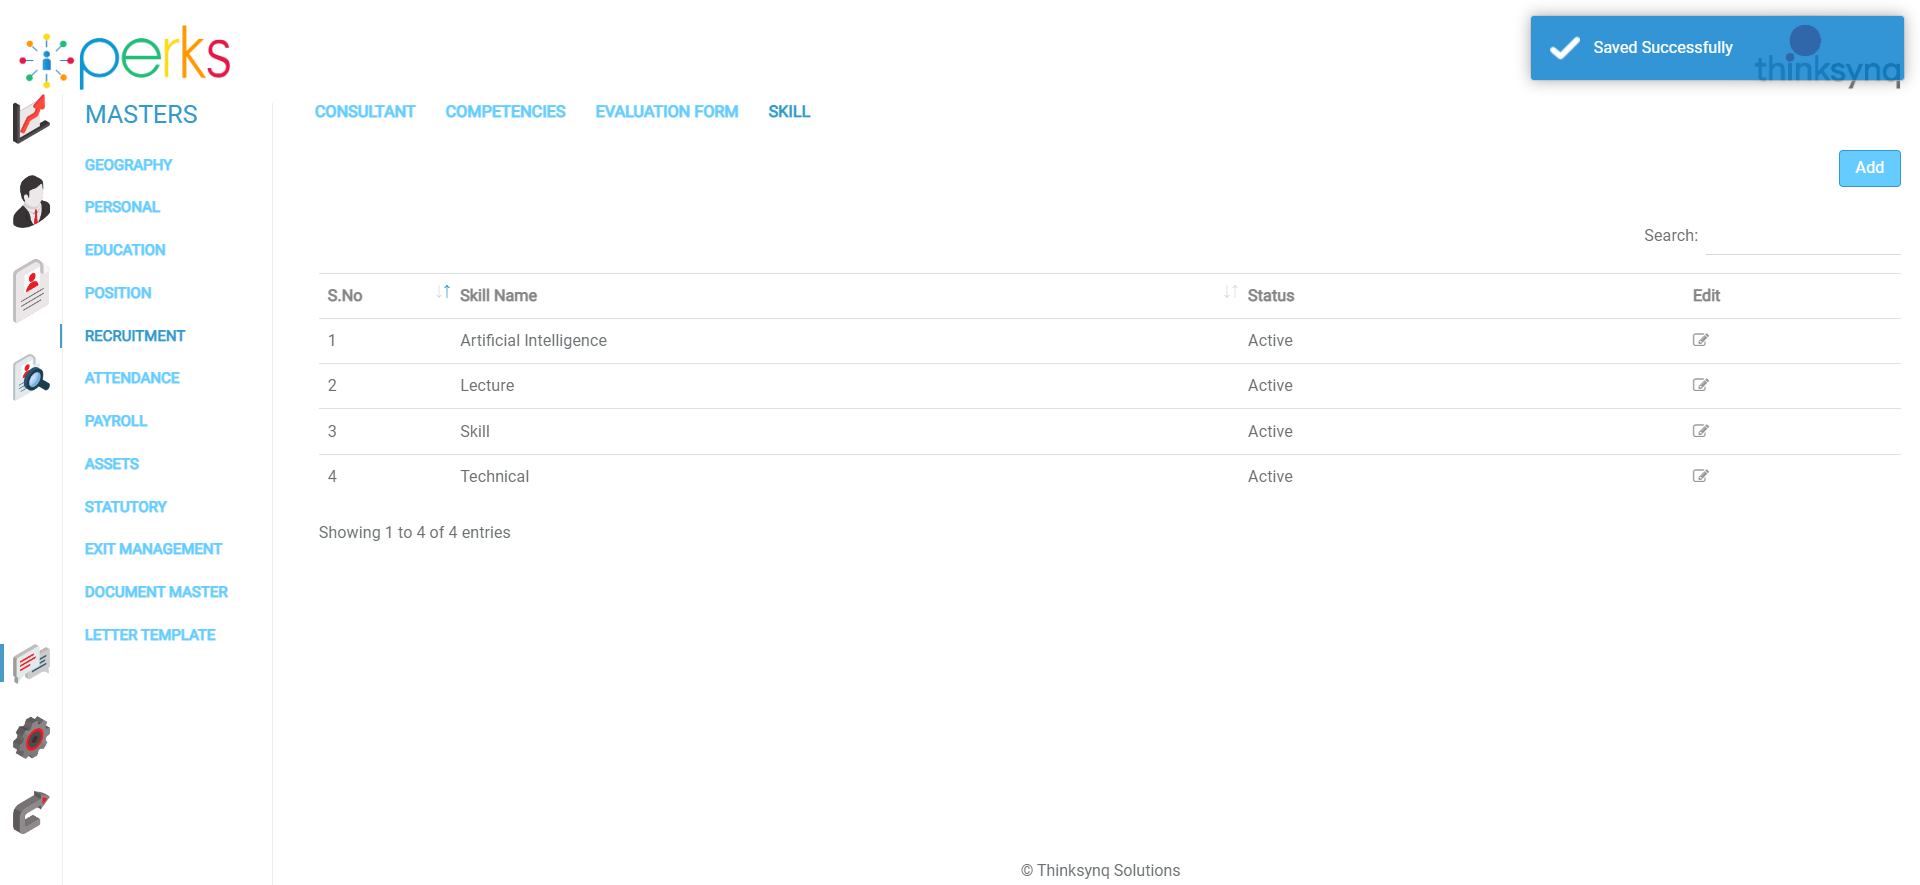 perks
Saved Successfully
thinksynq
MASTERS
GEOGRAPHY
PERSONAL
EDUCATION
POSITION
RECRUITMENT
ATTENDANCE
PAYROLL
ASSETS
STATUTORY
EXIT MANAGEMENT
DOCUMENT MASTER
LETTER TEMPLATE
CONSULTANT COMPETENCIES EVALUATION FORM SKILL
Add
Search:
S.No Skill Name Status Edit
1 Artificial Intelligence Active
2 Lecture Active
3 Skill Active
4 Technical Active
Showing 1 to 4 of 4 entries
© Thinksynq Solutions